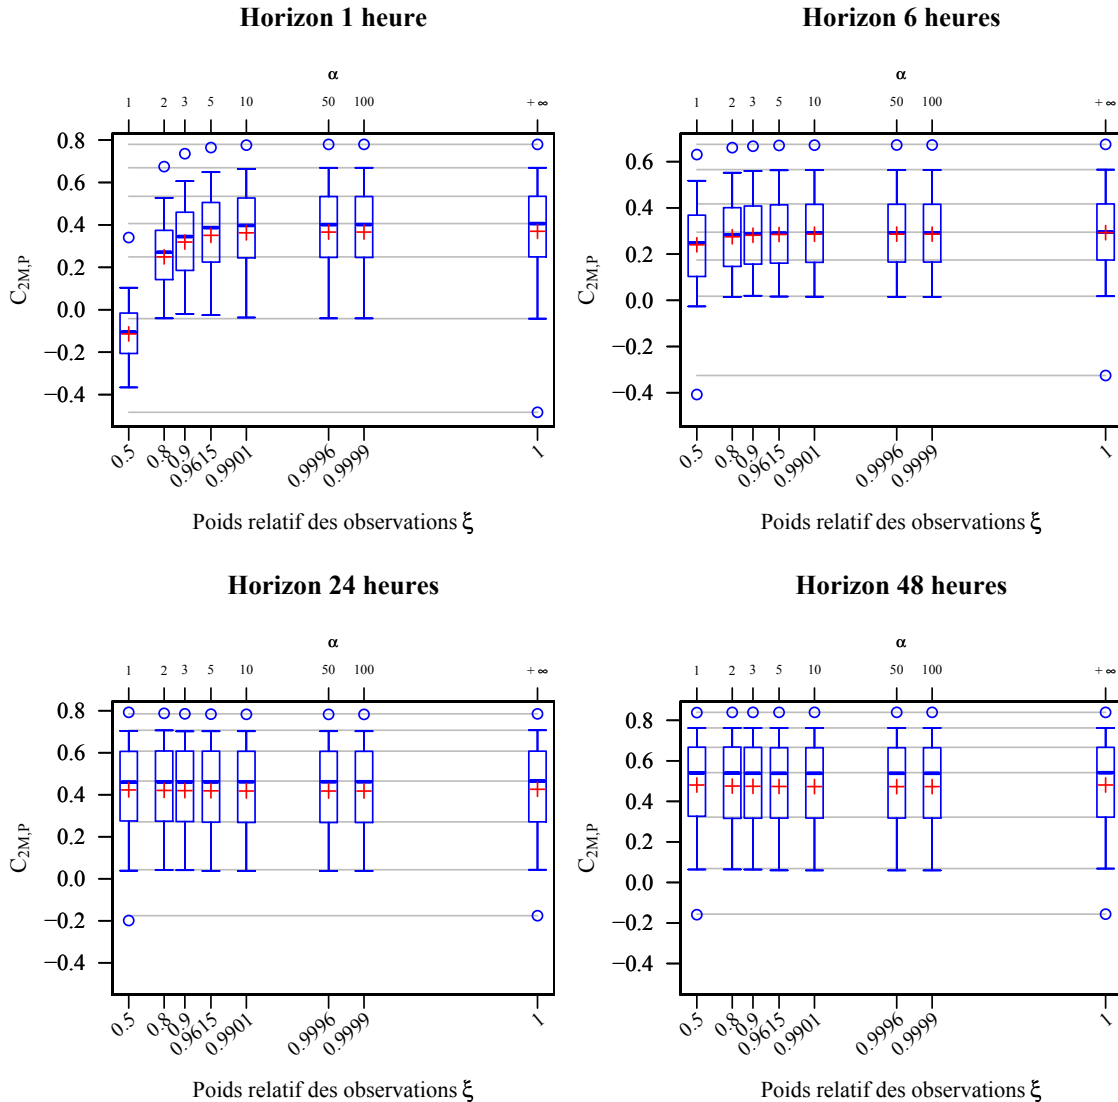 Horizon 1 heure
α
1 2 3 5 10 50 100 + ∞
0.8
0.6
0.4
0.2
0.0
−0.2
−0.4
C2M,P
0.5 0.8 0.9 0.9615 0.9901 0.9996 0.9999 1
Poids relatif des observations ξ
Horizon 6 heures
α
1 2 3 5 10 50 100 + ∞
0.6
0.4
0.2
0.0
−0.2
−0.4
C2M,P
0.5 0.8 0.9 0.9615 0.9901 0.9996 0.9999 1
Poids relatif des observations ξ
Horizon 24 heures
α
1 2 3 5 10 50 100 + ∞
0.8
0.6
0.4
0.2
0.0
−0.2
−0.4
C2M,P
0.5 0.8 0.9 0.9615 0.9901 0.9996 0.9999 1
Poids relatif des observations ξ
Horizon 48 heures
α
1 2 3 5 10 50 100 + ∞
0.8
0.6
0.4
0.2
0.0
−0.2
−0.4
C2M,P
0.5 0.8 0.9 0.9615 0.9901 0.9996 0.9999 1
Poids relatif des observations ξ